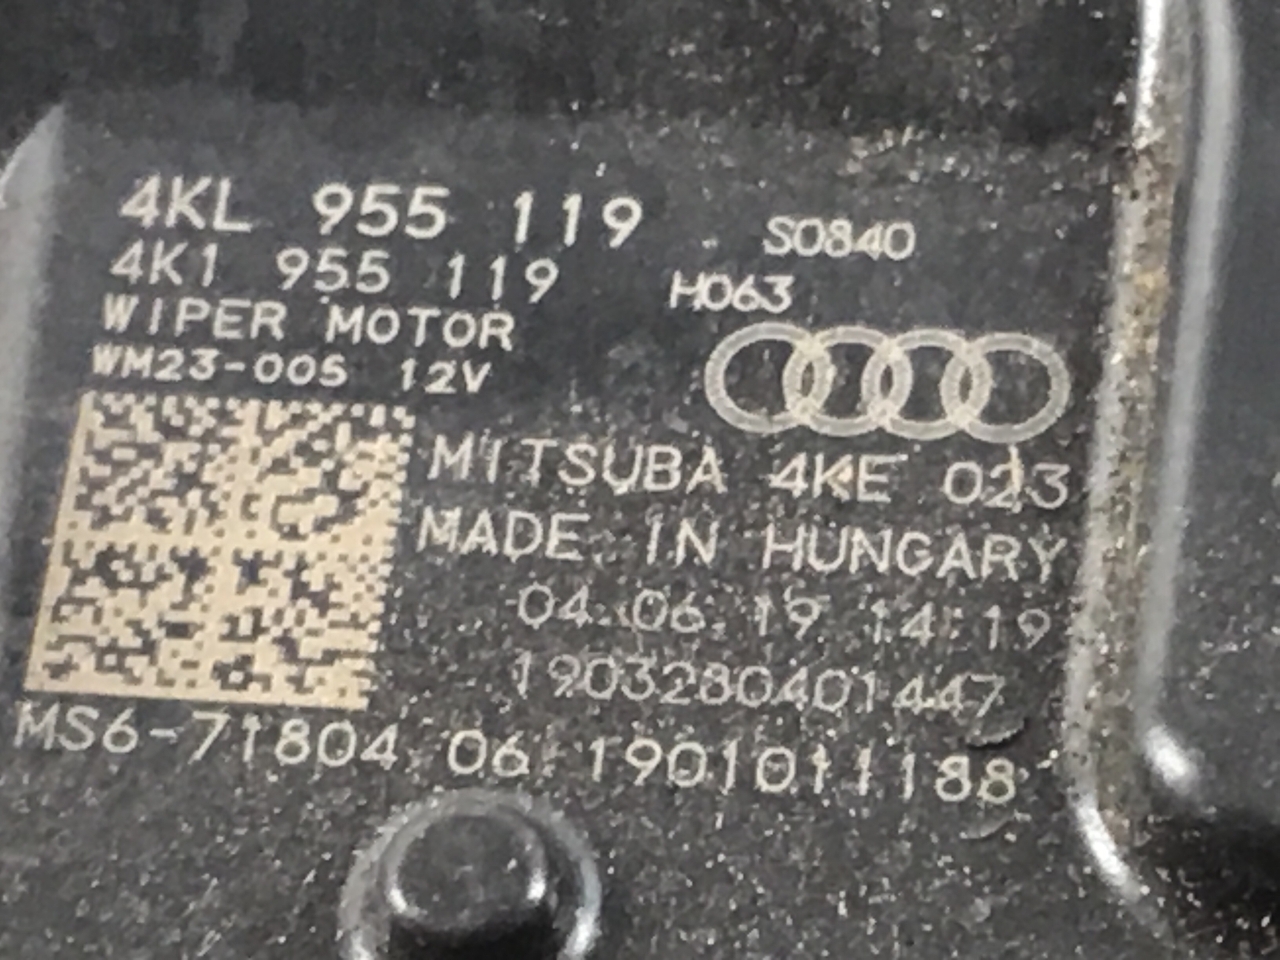 4KL 955 119 S0840
4K1 955 119 H063
WIPER MOTOR
WM23-005 12V
MITSUBA 4KE 023
MADE IN HUNGARY
04.06.19 14:19
1903280401447
MS6-71804 06 1901011188